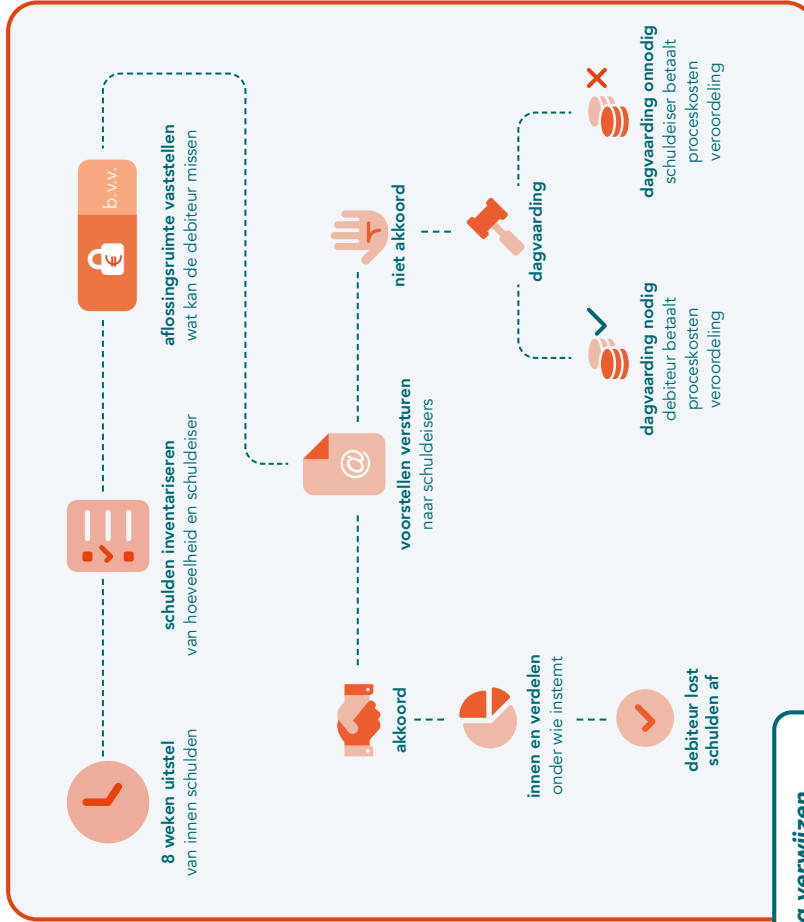 8 weken uitstel
van innen schulden
schulden inventariseren
van hoeveelheid en schuldeiser
€
b.v.v.
aflossingsruimte vaststellen
wat kan de debiteur missen
@
voorstellen versturen
naar schuldeisers
akkoord
innen en verdelen
onder wie instemt
debiteur lost
schulden af
niet akkoord
dagvaarding
dagvaarding nodig
debiteur betaalt
proceskosten
veroordeling
dagvaarding onnodig
schuldeiser betaalt
proceskosten
veroordeling
verwijzen